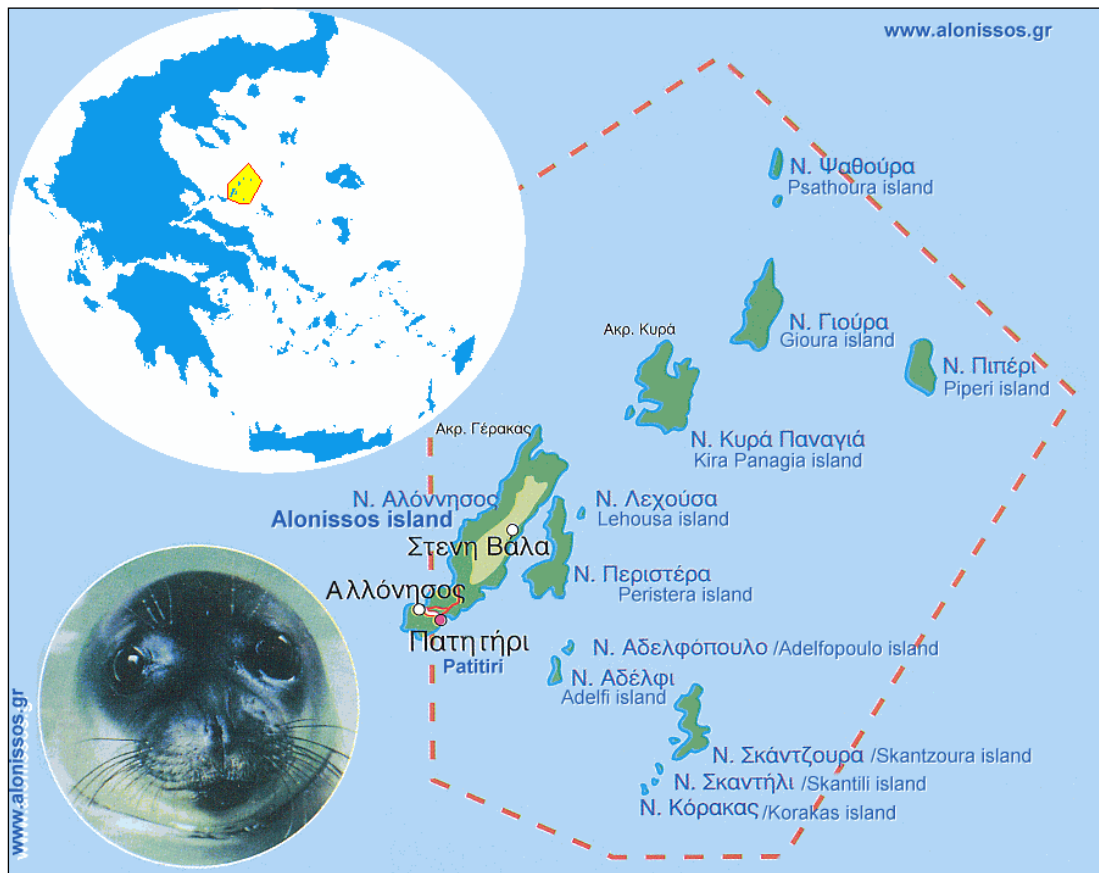 www.alonissos.gr
Ν. Ψαθούρα
Psathoura island
Ν. Γιούρα
Gioura island
Ακρ. Κυρά
Ν. Πιπέρι
Piperi island
Ν. Κυρά Παναγιά
Kira Panagia island
Ακρ. Γέρακας
Ν. Αλόννησος
Alonissos island
Ν. Λεχούσα
Lehousa island
Στενη Βάλα
Ν. Περιστέρα
Peristera island
Αλλόνησος
Πατητήρι
Patitiri
Ν. Αδελφόπουλο /Adelfopoulo island
Ν. Αδέλφι
Adelfi island
Ν. Σκάντζουρα /Skantzoura island
Ν. Σκαντήλι /Skantili island
Ν. Κόρακας /Korakas island
www.alonissos.gr